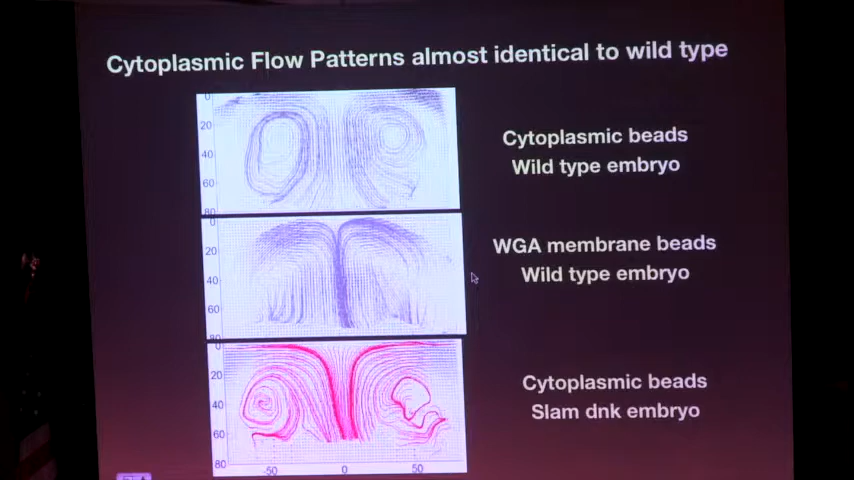 Cytoplasmic Flow Patterns almost identical to wild type
0
20
40
60
80
Cytoplasmic beads
Wild type embryo
0
20
40
60
80
WGA membrane beads
Wild type embryo
0
20
40
60
80
-50 0 50
Cytoplasmic beads
Slam dnk embryo